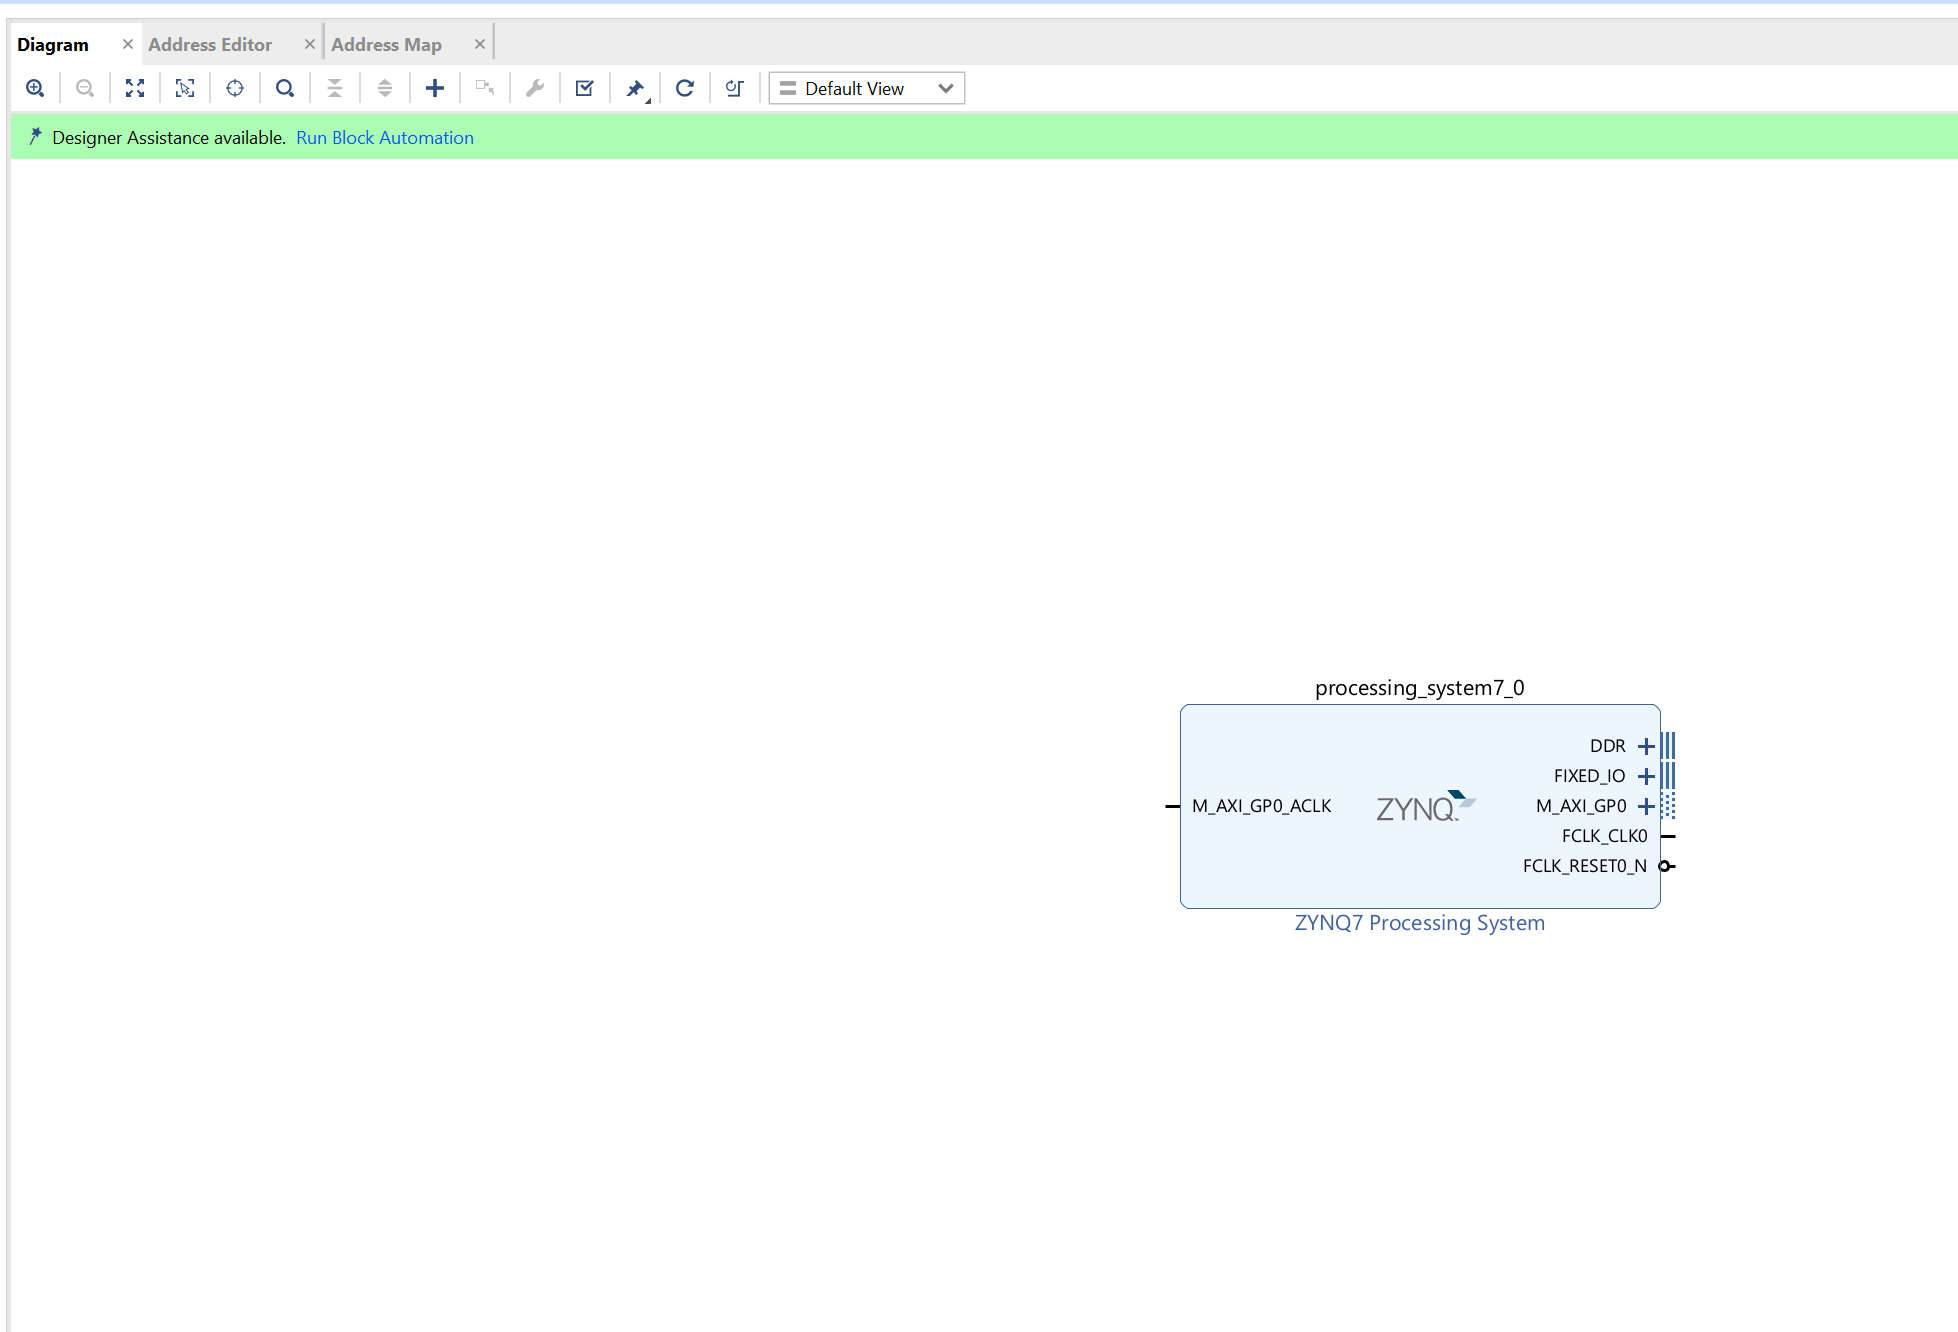 Diagram Address Editor Address Map
Default View
Designer Assistance available. Run Block Automation
processing_system7_0
DDR
FIXED_IO
M_AXI_GP0_ACLK ZYNQ M_AXI_GP0
FCLK_CLK0
FCLK_RESET0_N
ZYNQ7 Processing System